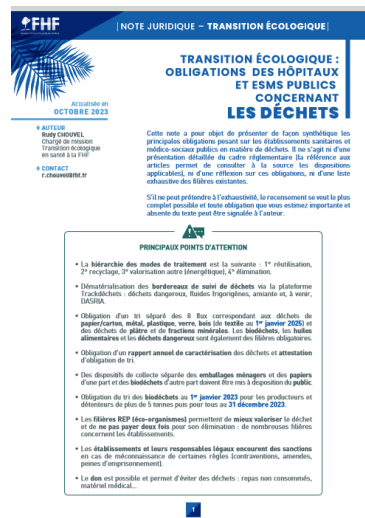 FHF
|NOTE JURIDIQUE – TRANSITION ÉCOLOGIQUE|
TRANSITION ÉCOLOGIQUE :
OBLIGATIONS DES HÔPITAUX
ET ESMS PUBLICS
CONCERNANT
LES DÉCHETS
Actualisée en
OCTOBRE 2023
AUTEUR
Rudy CHOUVEL
Chargé de mission
Transition écologique
en santé à la FHF
CONTACT
r.chouvel@fhf.fr
Cette note a pour objet de présenter de façon synthétique les
principales obligations posant sur les établissements sanitaires et
médico-sociaux publics en matière de déchets. Il ne s'agit ni d'une
présentation détaillée du cadre réglementaire (la référence aux
articles permet de consulter à la source les dispositions
applicables), ni d'une réflexion sur ces obligations, ni d'une liste
exhaustive des filières existantes.
S'il ne peut prétendre à l'exhaustivité, le recensement se veut le plus
complet possible et toute obligation que vous estimez importante et
absente du texte peut être signalée à l'auteur.
PRINCIPAUX POINTS D'ATTENTION
• La hiérarchie des modes de traitement est la suivante : 1° réutilisation,
2° recyclage, 3° valorisation autre (énergétique), 4° élimination.
• Dématérialisation des bordereaux de suivi de déchets via la plateforme
Trackdéchets : déchets dangereux, fluides frigorigènes, amiante et, à venir,
DASRIA.
• Obligation d'un tri séparé des 8 flux correspondant aux déchets de
papier/carton, métal, plastique, verre, bois (de textile au 1er janvier 2025) et
des déchets de plâtre et de fractions minérales. Les biodéchets, les huiles
alimentaires et les déchets dangereux sont également des filières obligatoires.
• Obligation d'un rapport annuel de caractérisation des déchets et attestation
d'obligation de tri.
• Des dispositifs de collecte séparée des emballages ménagers et des papiers
d'une part et des biodéchets d'autre part doivent être mis à disposition du public.
• Obligation du tri des biodéchets au 1er janvier 2023 pour les producteurs et
détenteurs de plus de 5 tonnes puis pour tous au 31 décembre 2023.
• Les filières REP (éco-organismes) permettent de mieux valoriser le déchet
et de ne pas payer deux fois pour son élimination : de nombreuses filières
concernent les établissements.
• Les établissements et leurs responsables légaux encourent des sanctions
en cas de méconnaissance de certaines règles (contraventions, amendes,
peines d'emprisonnement).
• Le don est possible et permet d'éviter des déchets : repas non consommés,
matériel médical...
1